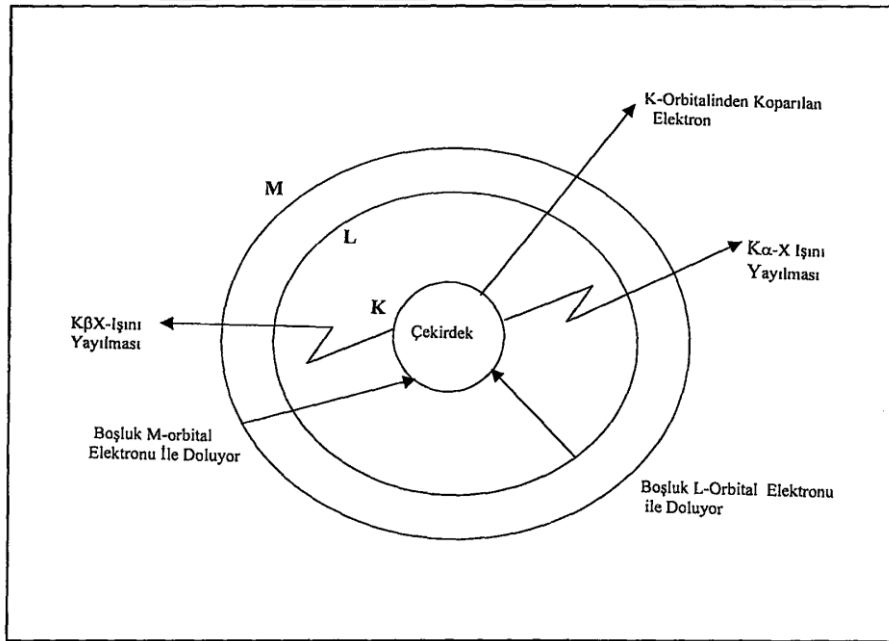 K-Orbitalinden Koparılan
Elektron
M
L
Kα-X Işını
Yayılması
K
KβX-Işını
Yayılması
Çekirdek
Boşluk M-orbital
Elektronu İle Doluyor
Boşluk L-Orbital Elektronu
ile Doluyor